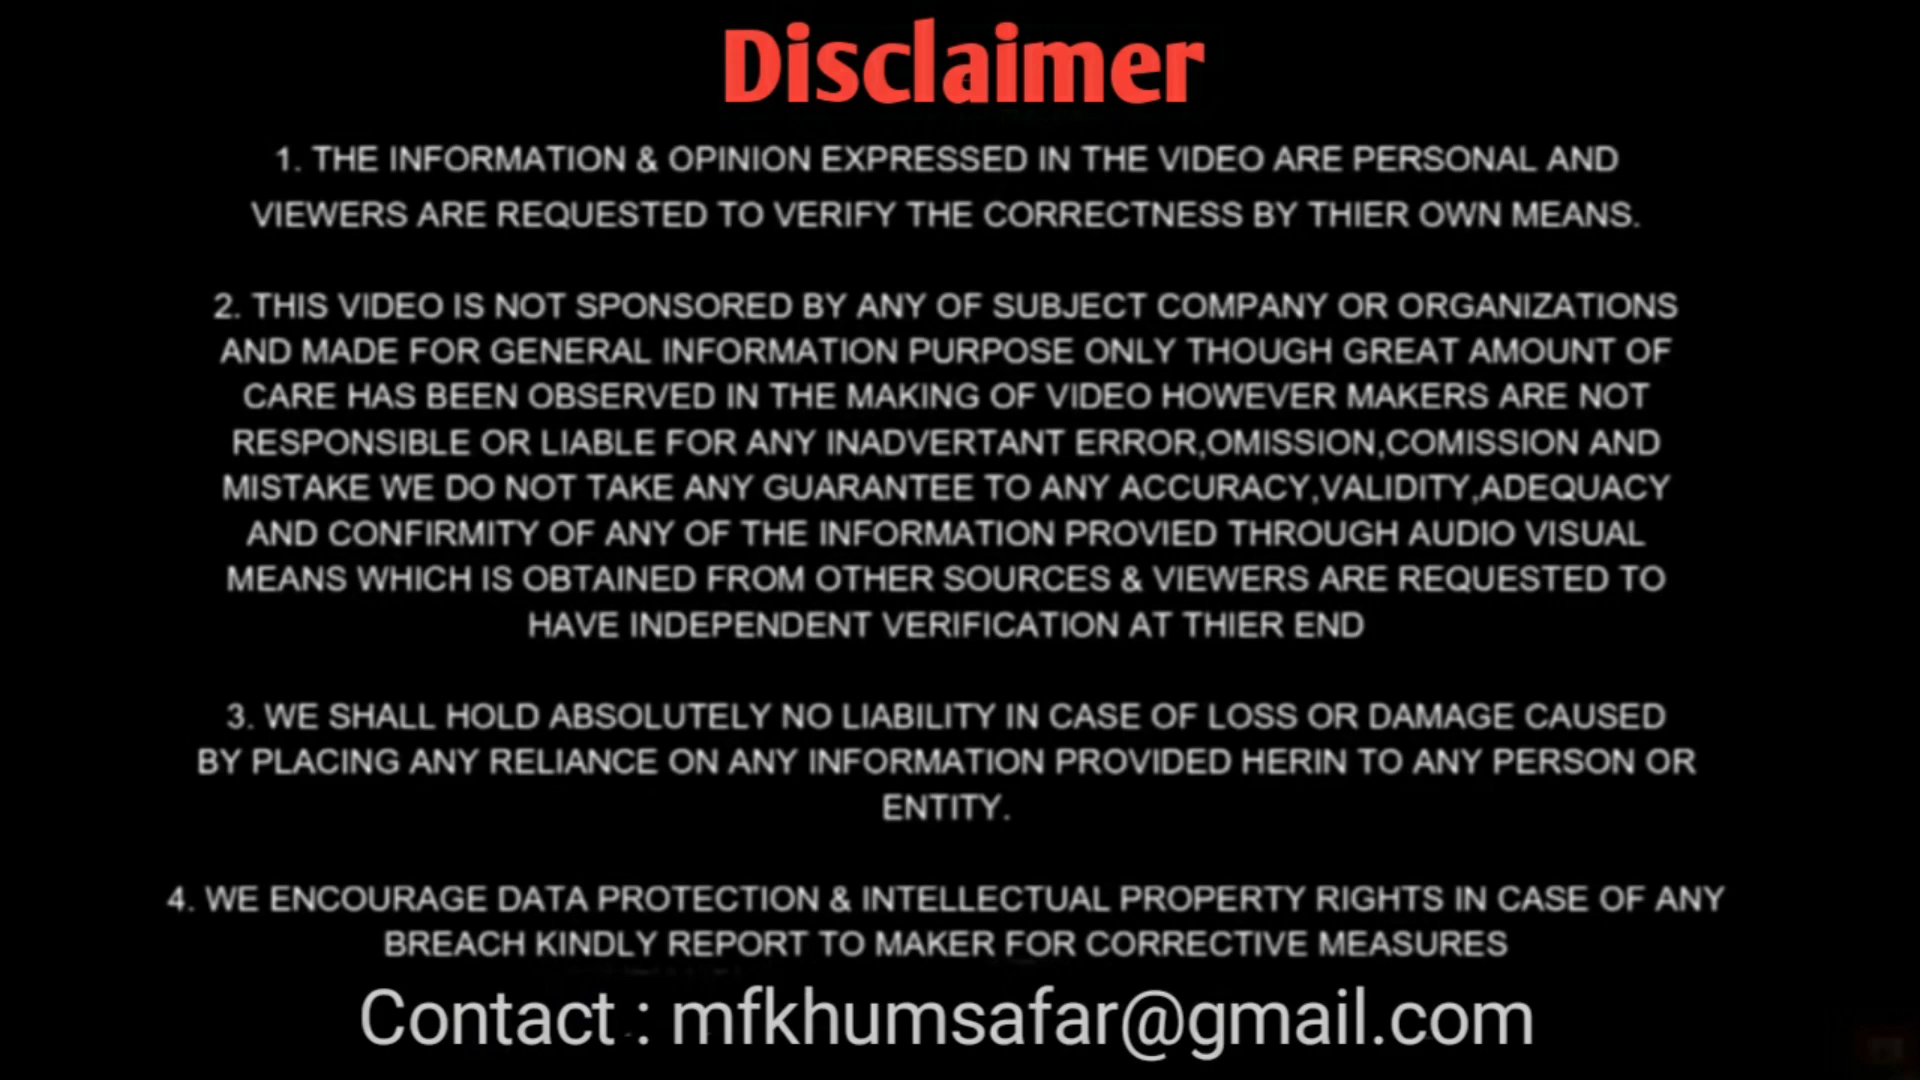 Disclaimer
1. THE INFORMATION & OPINION EXPRESSED IN THE VIDEO ARE PERSONAL AND
VIEWERS ARE REQUESTED TO VERIFY THE CORRECTNESS BY THIER OWN MEANS.
2. THIS VIDEO IS NOT SPONSORED BY ANY OF SUBJECT COMPANY OR ORGANIZATIONS
AND MADE FOR GENERAL INFORMATION PURPOSE ONLY THOUGH GREAT AMOUNT OF
CARE HAS BEEN OBSERVED IN THE MAKING OF VIDEO HOWEVER MAKERS ARE NOT
RESPONSIBLE OR LIABLE FOR ANY INADVERTANT ERROR,OMISSION,COMISSION AND
MISTAKE WE DO NOT TAKE ANY GUARANTEE TO ANY ACCURACY,VALIDITY,ADEQUACY
AND CONFIRMITY OF ANY OF THE INFORMATION PROVIED THROUGH AUDIO VISUAL
MEANS WHICH IS OBTAINED FROM OTHER SOURCES & VIEWERS ARE REQUESTED TO
HAVE INDEPENDENT VERIFICATION AT THIER END
3. WE SHALL HOLD ABSOLUTELY NO LIABILITY IN CASE OF LOSS OR DAMAGE CAUSED
BY PLACING ANY RELIANCE ON ANY INFORMATION PROVIDED HERIN TO ANY PERSON OR
ENTITY.
4. WE ENCOURAGE DATA PROTECTION & INTELLECTUAL PROPERTY RIGHTS IN CASE OF ANY
BREACH KINDLY REPORT TO MAKER FOR CORRECTIVE MEASURES
Contact : mfkhumsafar@gmail.com